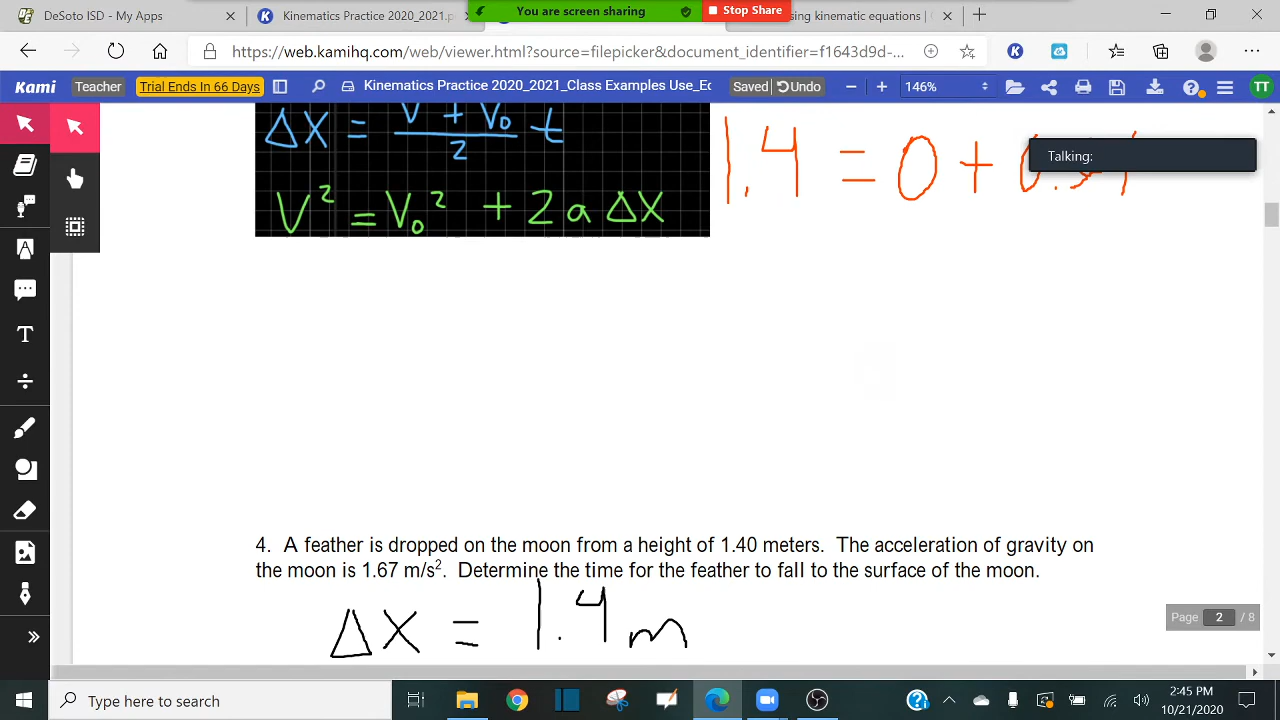 Desoto ISD - My Apps
Kinematics Practice 2020_2021.p
You are screen sharing
Stop Share
sing kinematic equations (
https://web.kamihq.com/web/viewer.html?source=filepicker&document_identifier=f1643d9d-...
Kami
Teacher
Trial Ends In 66 Days
Kinematics Practice 2020_2021_Class Examples Use_Ec
Saved Undo
146%
TT
ΔX = (V + V₀)/2 t
V² = V₀² + 2a ΔX
1.4 = 0 + 0.
Talking:
4. A feather is dropped on the moon from a height of 1.40 meters. The acceleration of gravity on
the moon is 1.67 m/s². Determine the time for the feather to fall to the surface of the moon.
ΔX = 1.4 m
Page 2 / 8
Type here to search
2:45 PM
10/21/2020